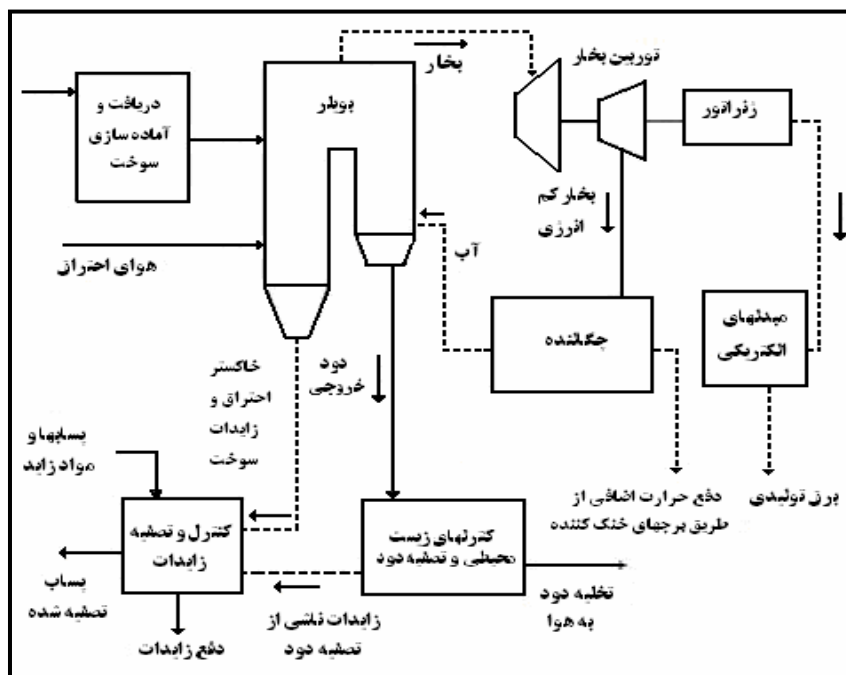 توربین بخار
بخار
دریافت و
آماده سازی
سوخت
بویلر
ژنراتور
بخار کم
انرژی
آب
هوای احتراق
مبدلهای
الکتریکی
چگالنده
دود
خروجی
خاکستر
احتراق و
زایدات
سوخت
پسابها و
مواد زاید
دفع حرارت اضافی از
طریق برجهای خنک کننده
برق تولیدی
کنترل و تصفیه
زایدات
کنترلهای زیست
محیطی و تصفیه دود
پساب
تصفیه شده
زایدات ناشی از
تصفیه دود
تخلیه دود
به هوا
دفع زایدات